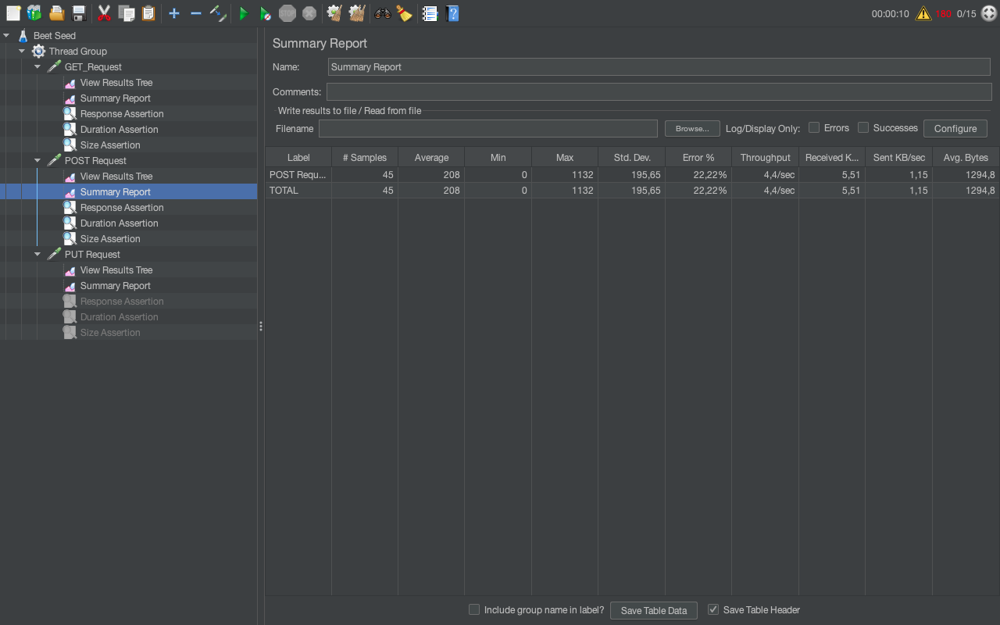 STOP
00:00:10
180
0/15
Beet Seed
Thread Group
GET_Request
View Results Tree
Summary Report
Response Assertion
Duration Assertion
Size Assertion
POST Request
View Results Tree
Summary Report
Response Assertion
Duration Assertion
Size Assertion
PUT Request
View Results Tree
Summary Report
Response Assertion
Duration Assertion
Size Assertion
Summary Report
Name: Summary Report
Comments:
Write results to file / Read from file
Filename Browse... Log/Display Only: Errors Successes Configure
Label # Samples Average Min Max Std. Dev. Error % Throughput Received K... Sent KB/sec Avg. Bytes
POST Requ... 45 208 0 1132 195,65 22,22% 4,4/sec 5,51 1,15 1294,8
TOTAL 45 208 0 1132 195,65 22,22% 4,4/sec 5,51 1,15 1294,8
Include group name in label? Save Table Data Save Table Header